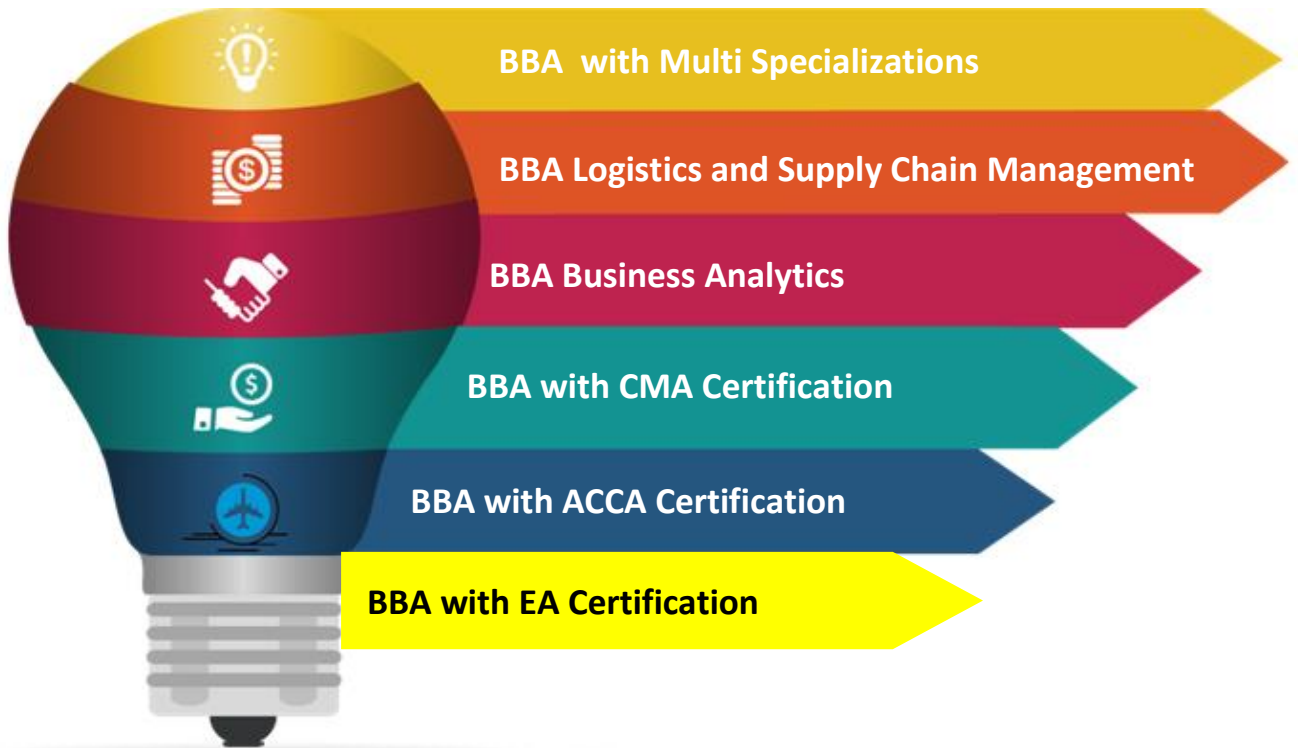 BBA with Multi Specializations
BBA Logistics and Supply Chain Management
BBA Business Analytics
BBA with CMA Certification
BBA with ACCA Certification
BBA with EA Certification